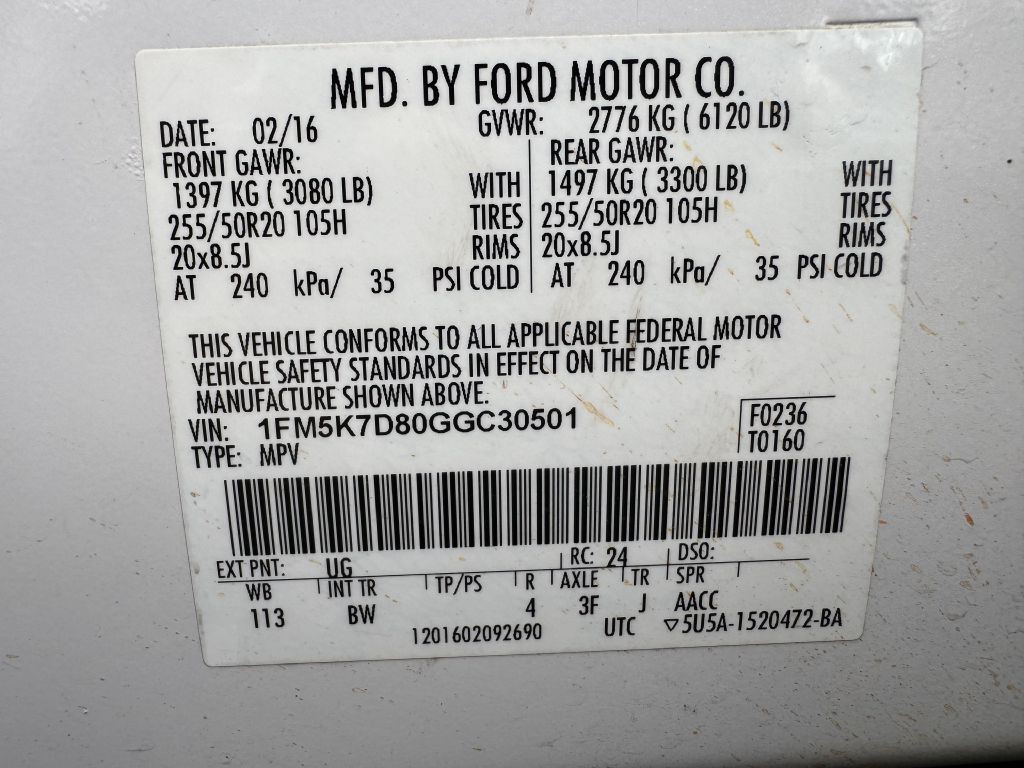 MFD. BY FORD MOTOR CO.
DATE: 02/16 GVWR: 2776 KG ( 6120 LB)
FRONT GAWR: REAR GAWR:
1397 KG ( 3080 LB) WITH 1497 KG ( 3300 LB) WITH
255/50R20 105H TIRES 255/50R20 105H TIRES
20x8.5J RIMS 20x8.5J RIMS
AT 240 kPa/ 35 PSI COLD AT 240 kPa/ 35 PSI COLD
THIS VEHICLE CONFORMS TO ALL APPLICABLE FEDERAL MOTOR
VEHICLE SAFETY STANDARDS IN EFFECT ON THE DATE OF
MANUFACTURE SHOWN ABOVE.
VIN: 1FM5K7D80GGC30501 F0236
TYPE: MPV T0160
EXT PNT: UG RC: 24 DSO:
WB INT TR TP/PS R AXLE TR SPR
113 BW 4 3F J AACC
1201602092690 UTC ▽5U5A-1520472-BA